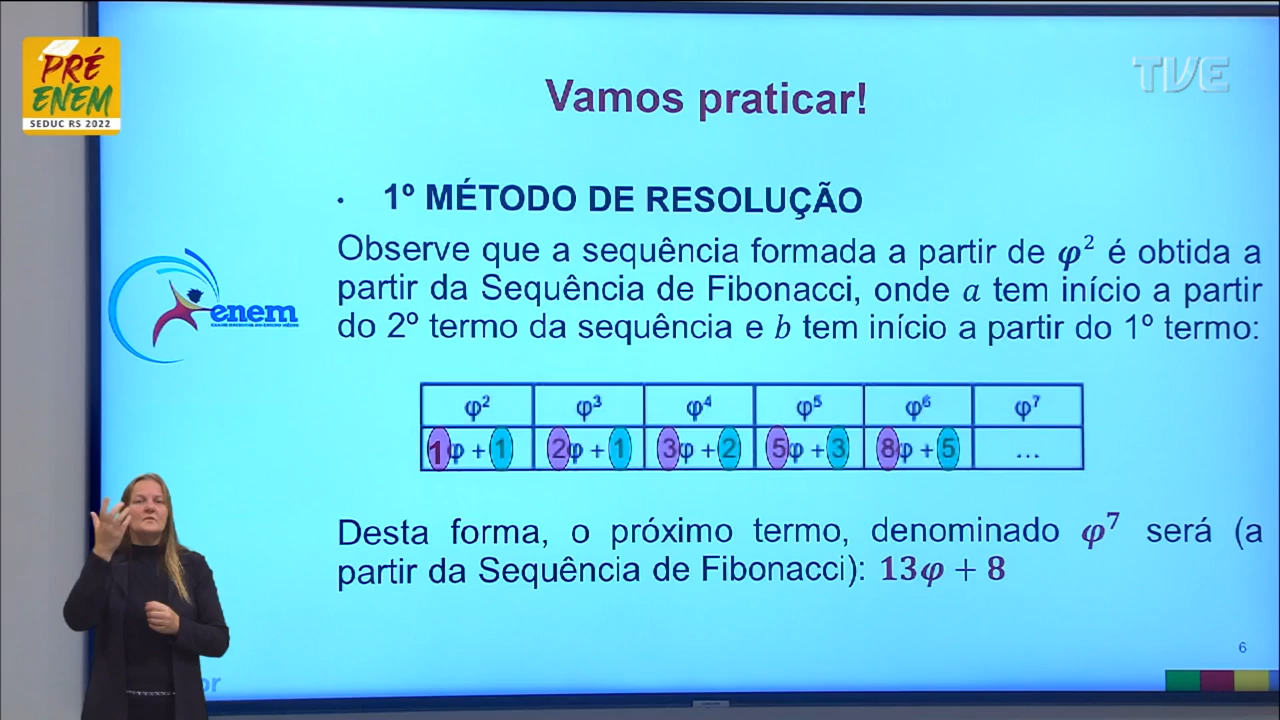 PRÉ
ENEM
SEDUC RS 2022
TVE
Vamos praticar!
• 1º MÉTODO DE RESOLUÇÃO
Observe que a sequência formada a partir de φ² é obtida a
partir da Sequência de Fibonacci, onde a tem início a partir
do 2º termo da sequência e b tem início a partir do 1º termo:
enem
φ² φ³ φ⁴ φ⁵ φ⁶ φ⁷
1φ + 1 2φ + 1 3φ + 2 5φ + 3 8φ + 5 ...
Desta forma, o próximo termo, denominado φ⁷ será (a
partir da Sequência de Fibonacci): 13φ + 8
6